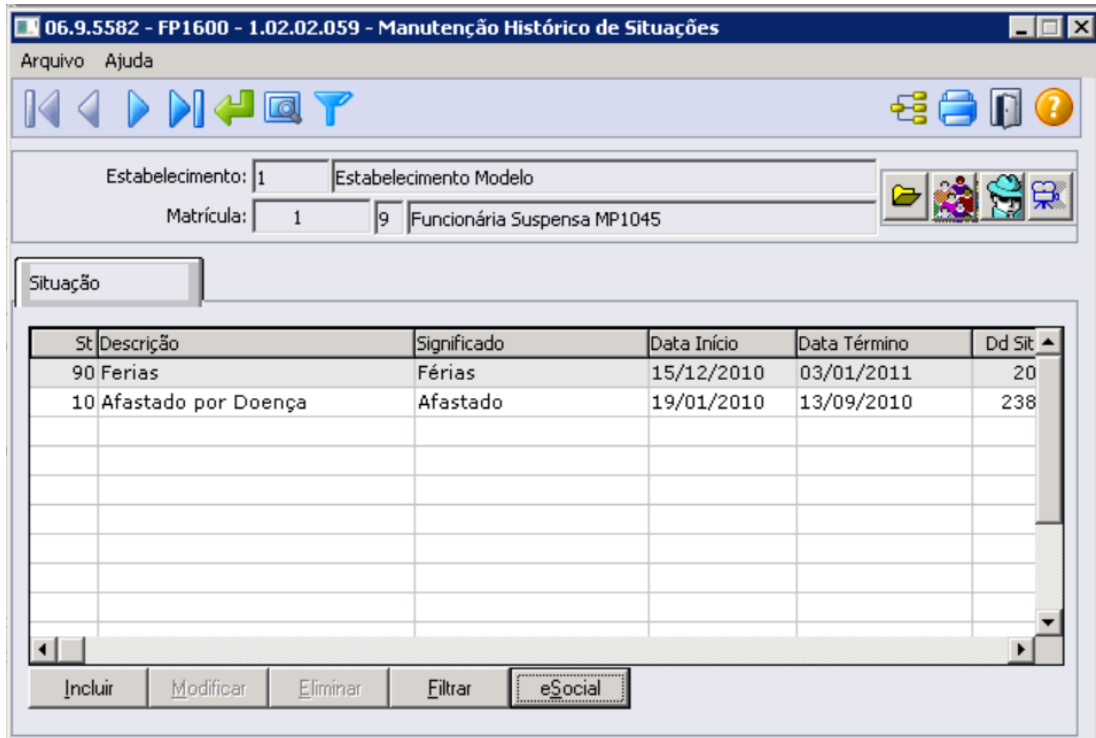 06.9.5582 - FP1600 - 1.02.02.059 - Manutenção Histórico de Situações
Arquivo Ajuda
?
Estabelecimento: 1 Estabelecimento Modelo
Matrícula: 1 9 Funcionária Suspensa MP1045
Situação
St Descrição Significado Data Início Data Término Dd Sit
90 Ferias Férias 15/12/2010 03/01/2011 20
10 Afastado por Doença Afastado 19/01/2010 13/09/2010 238
Incluir Modificar Eliminar Filtrar eSocial